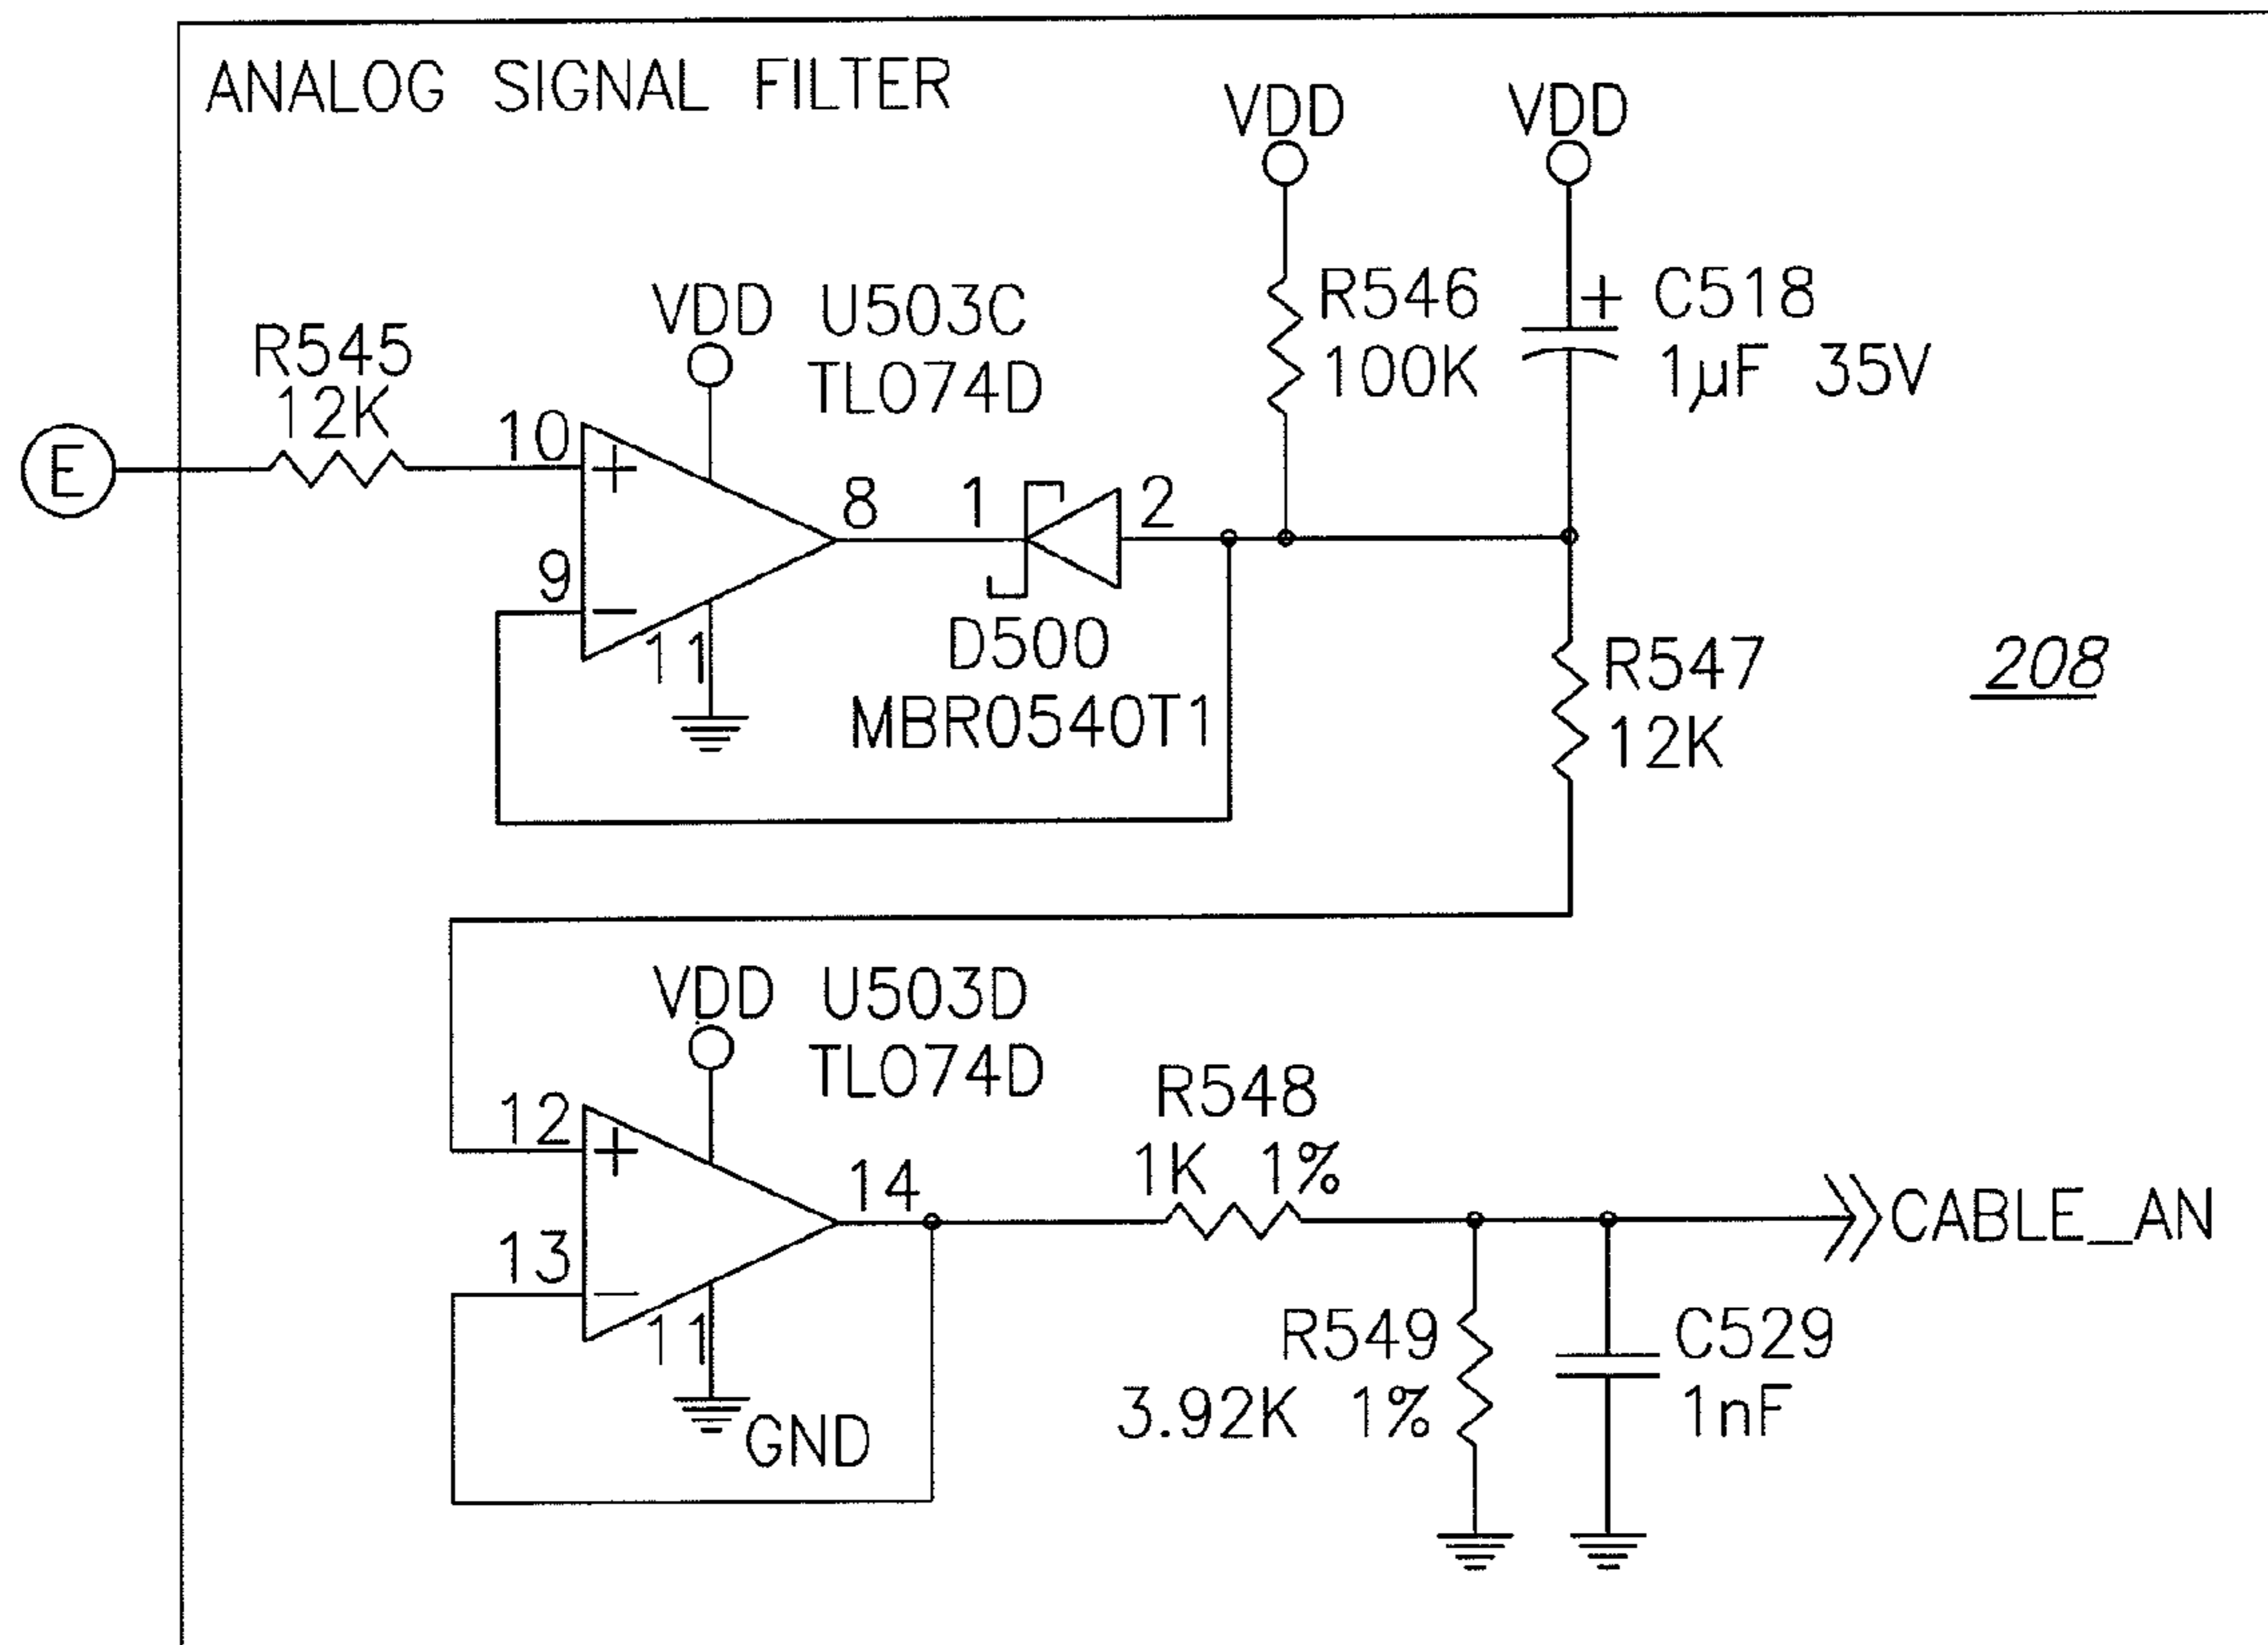 ANALOG SIGNAL FILTER
VDD
VDD
R546
100K
+ C518
1µF 35V
VDD
U503C
TL074D
R545
12K
E
10
+
9
−
11
8
1
2
D500
MBR0540T1
R547
12K
208
VDD
U503D
TL074D
12
+
13
−
11
GND
14
R548
1K 1%
R549
3.92K 1%
C529
1nF
CABLE_AN